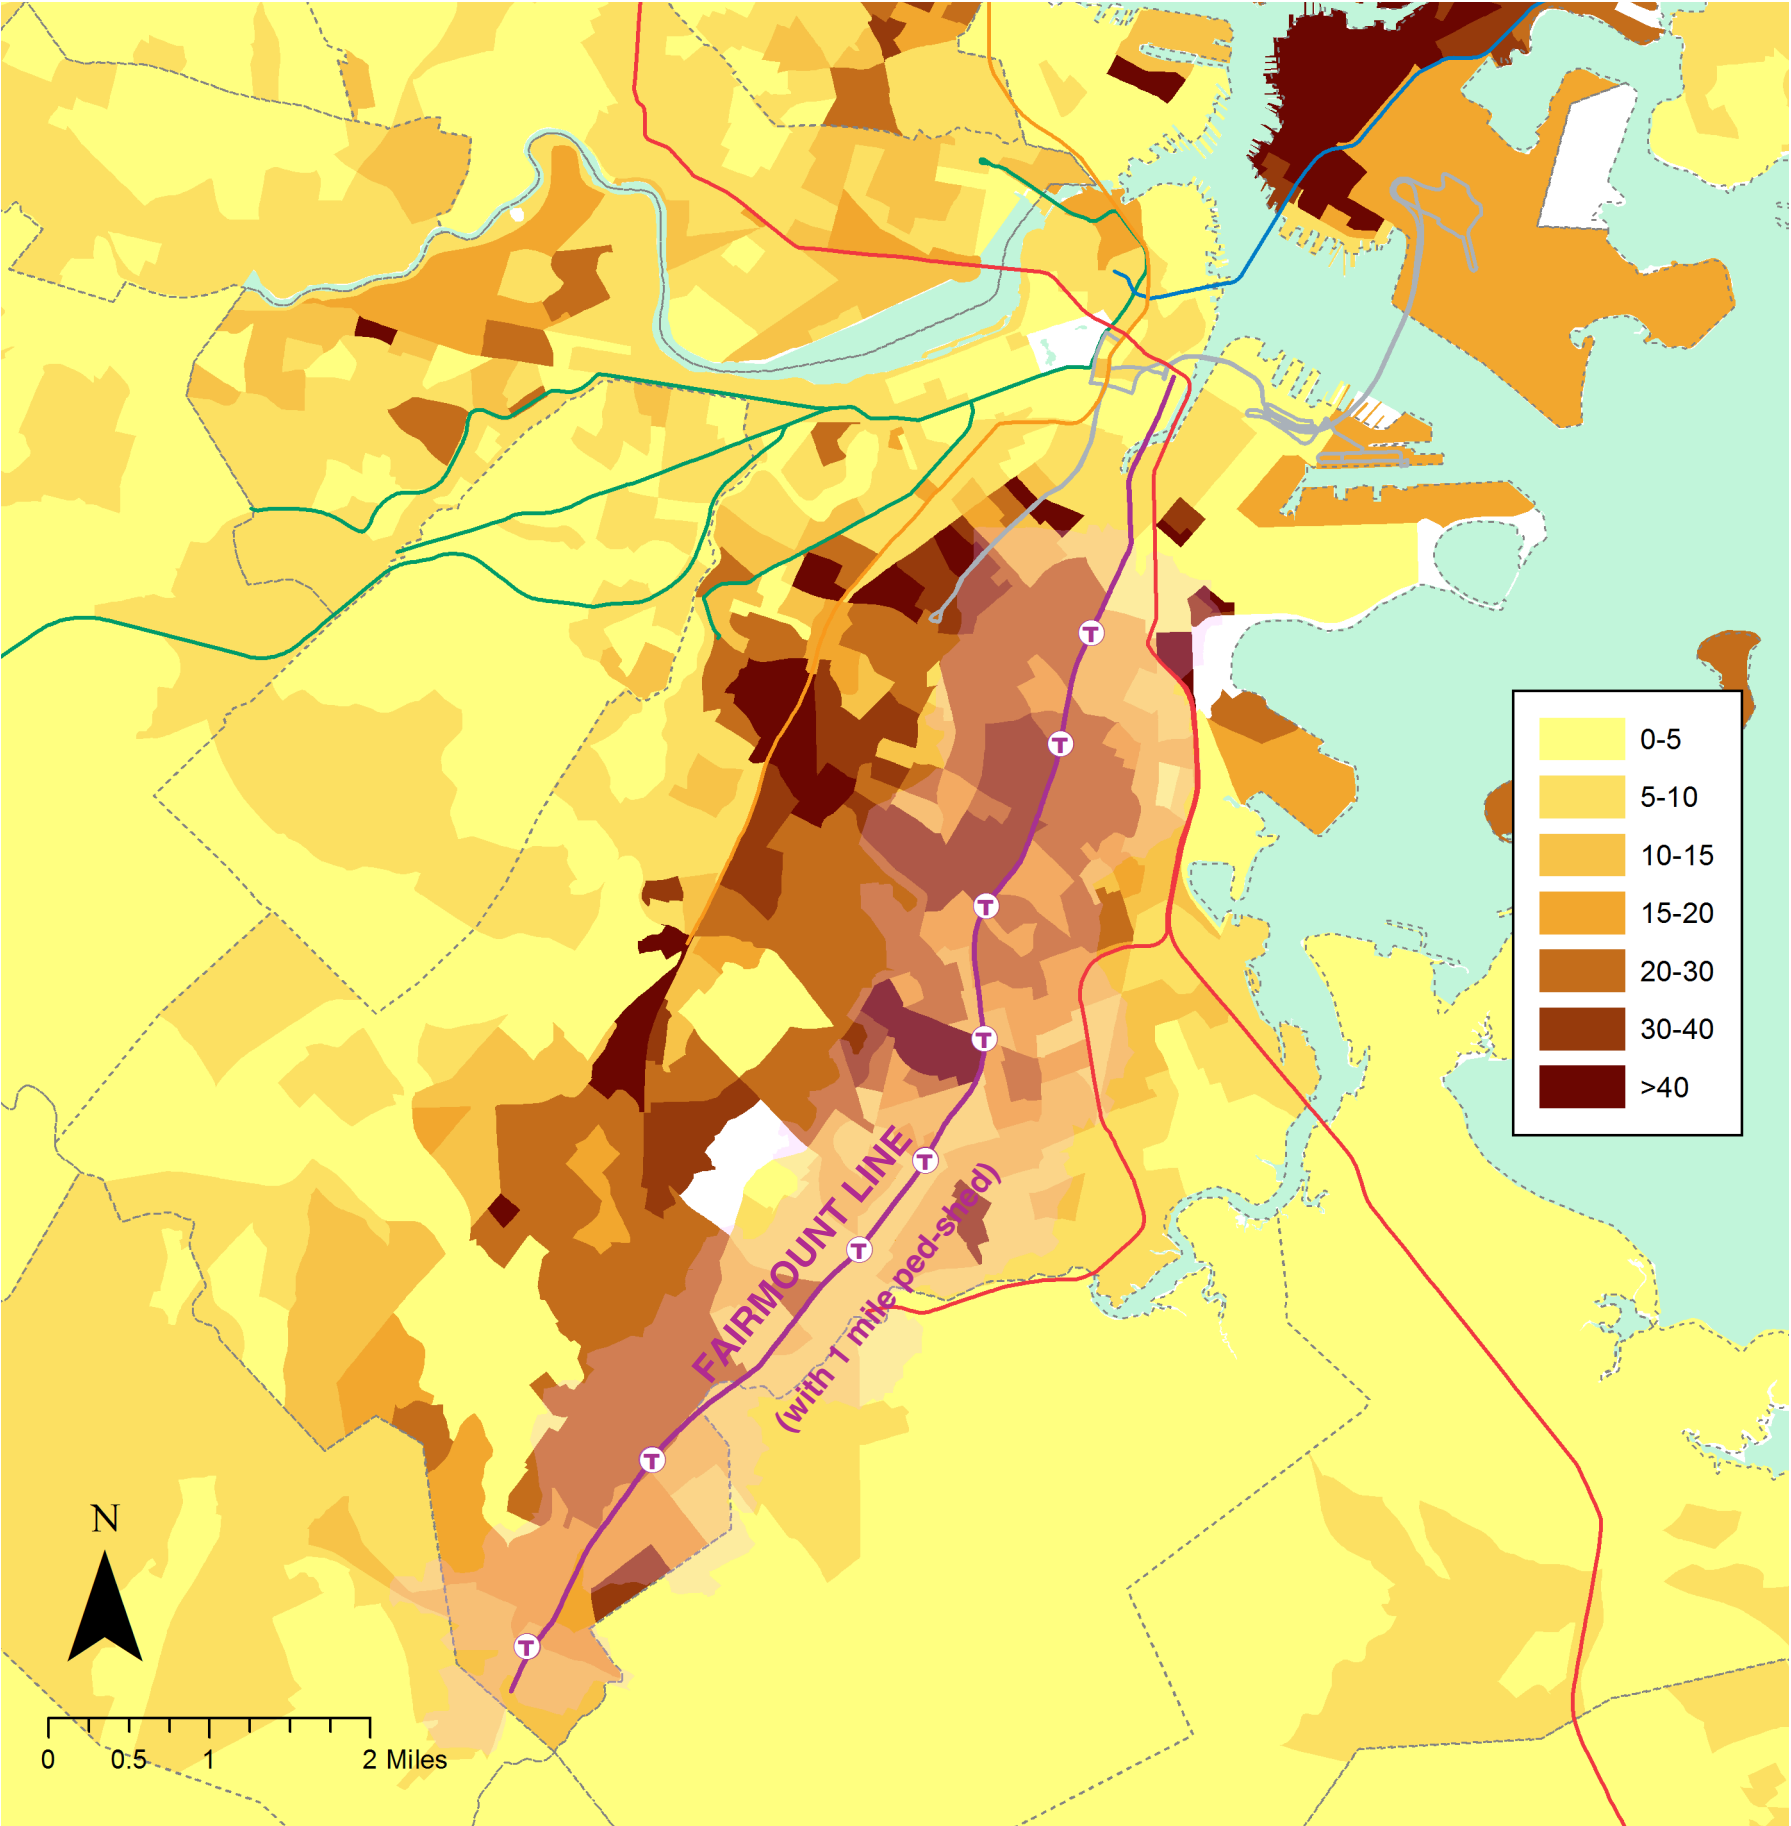 T
T
T
T
T
T
T
T
FAIRMOUNT LINE
(with 1 mile ped-shed)
0-5
5-10
10-15
15-20
20-30
30-40
>40
N
0 0.5 1 2 Miles